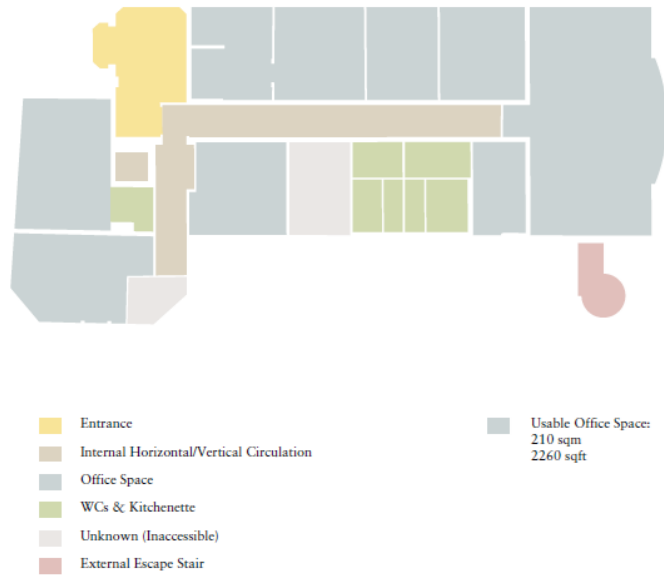 Entrance
Internal Horizontal/Vertical Circulation
Office Space
WCs & Kitchenette
Unknown (Inaccessible)
External Escape Stair
Usable Office Space:
210 sqm
2260 sqft